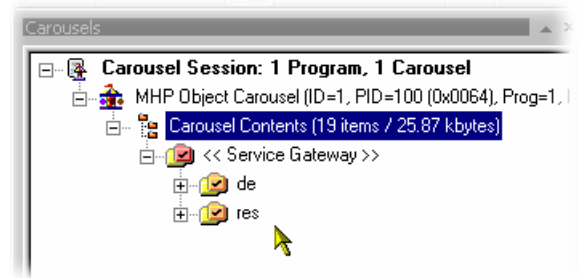 Carousels
Carousel Session: 1 Program, 1 Carousel
MHP Object Carousel (ID=1, PID=100 (0x0064), Prog=1,
Carousel Contents (19 items / 25.87 kbytes)
<< Service Gateway >>
de
res